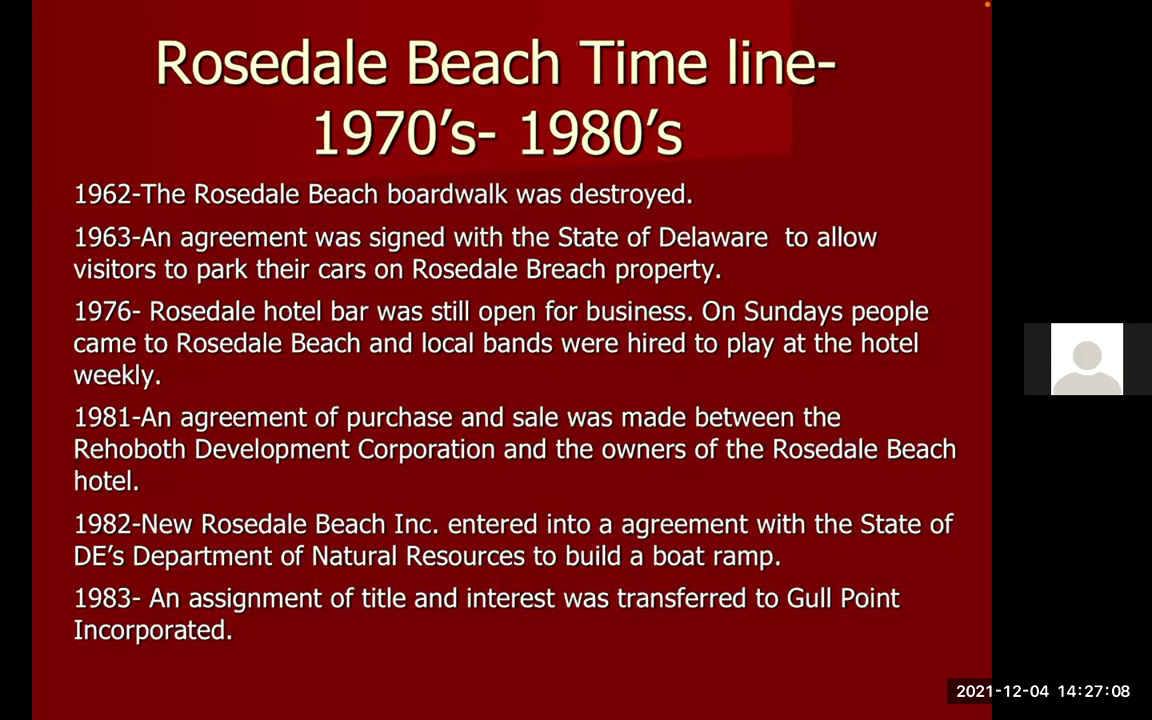 Rosedale Beach Time line-
1970’s- 1980’s
1962-The Rosedale Beach boardwalk was destroyed.
1963-An agreement was signed with the State of Delaware  to allow
visitors to park their cars on Rosedale Breach property.
1976- Rosedale hotel bar was still open for business. On Sundays people
came to Rosedale Beach and local bands were hired to play at the hotel
weekly.
1981-An agreement of purchase and sale was made between the
Rehoboth Development Corporation and the owners of the Rosedale Beach
hotel.
1982-New Rosedale Beach Inc. entered into a agreement with the State of
DE’s Department of Natural Resources to build a boat ramp.
1983- An assignment of title and interest was transferred to Gull Point
Incorporated.
2021-12-04 14:27:08